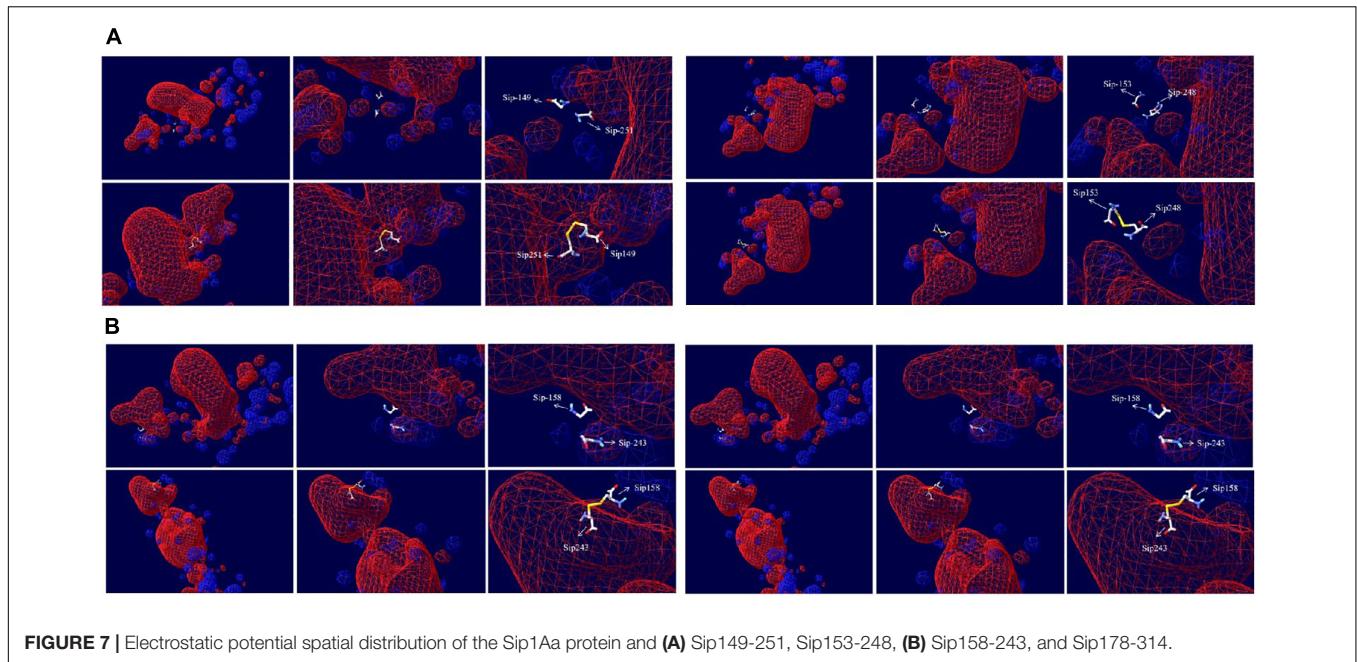 A
Sip-149
Sip-251
Sip-153
Sip-248
Sip251
Sip149
Sip153
Sip248
B
Sip-158
Sip-243
Sip-158
Sip-243
Sip158
Sip243
Sip158
Sip243
FIGURE 7 | Electrostatic potential spatial distribution of the Sip1Aa protein and (A) Sip149-251, Sip153-248, (B) Sip158-243, and Sip178-314.